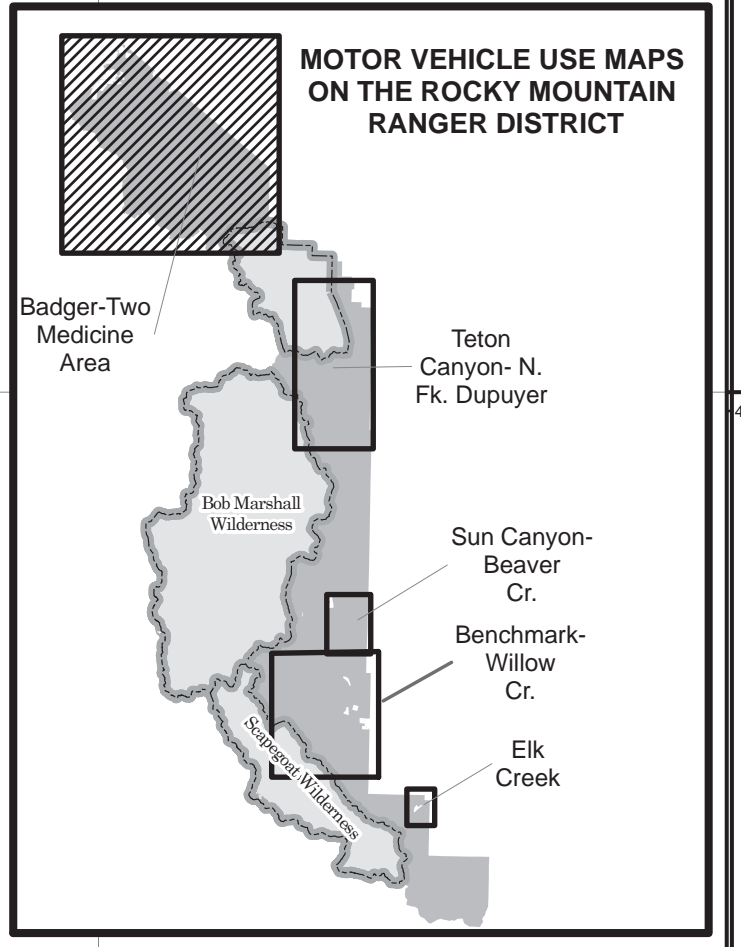 MOTOR VEHICLE USE MAPS
ON THE ROCKY MOUNTAIN
RANGER DISTRICT
Badger-Two
Medicine
Area
Teton
Canyon- N.
Fk. Dupuyer
Bob Marshall
Wilderness
Sun Canyon-
Beaver
Cr.
Benchmark-
Willow
Cr.
Scapegoat Wilderness
Elk
Creek
4